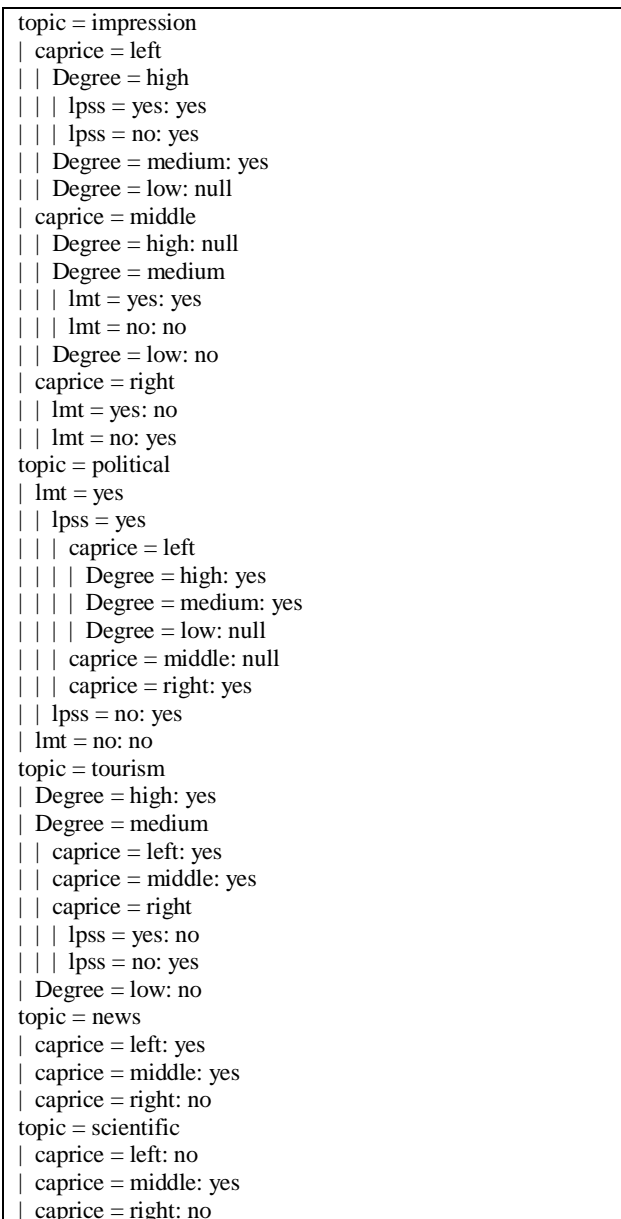 topic = impression
| caprice = left
| | Degree = high
| | | lpss = yes: yes
| | | lpss = no: yes
| | Degree = medium: yes
| | Degree = low: null
| caprice = middle
| | Degree = high: null
| | Degree = medium
| | | lmt = yes: yes
| | | lmt = no: no
| | Degree = low: no
| caprice = right
| | lmt = yes: no
| | lmt = no: yes
topic = political
| lmt = yes
| | lpss = yes
| | | caprice = left
| | | | Degree = high: yes
| | | | Degree = medium: yes
| | | | Degree = low: null
| | | caprice = middle: null
| | | caprice = right: yes
| | lpss = no: yes
| lmt = no: no
topic = tourism
| Degree = high: yes
| Degree = medium
| | caprice = left: yes
| | caprice = middle: yes
| | caprice = right
| | | lpss = yes: no
| | | lpss = no: yes
| Degree = low: no
topic = news
| caprice = left: yes
| caprice = middle: yes
| caprice = right: no
topic = scientific
| caprice = left: no
| caprice = middle: yes
| caprice = right: no